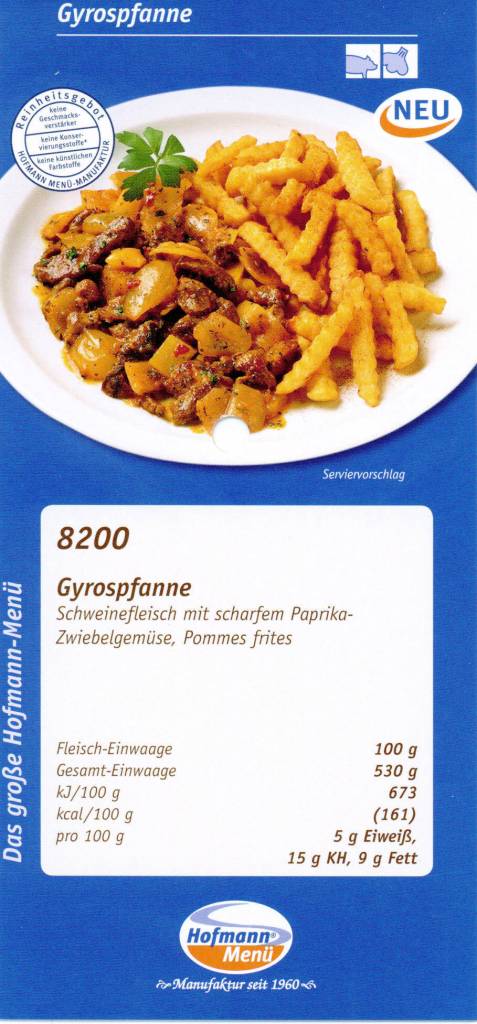 Gyrospfanne
NEU
Reinheitsgebot
keine
Geschmacks-
verstärker
keine Konser-
vierungsstoffe*
keine künstlichen
Farbstoffe
HOFMANN MENÜ-MANUFAKTUR
Serviervorschlag
8200
Gyrospfanne
Schweinefleisch mit scharfem Paprika-
Zwiebelgemüse, Pommes frites
Fleisch-Einwaage 100 g
Gesamt-Einwaage 530 g
kJ/100 g 673
kcal/100 g (161)
pro 100 g 5 g Eiweiß,
15 g KH, 9 g Fett
Das große Hofmann-Menü
Hofmann®
Menü
Manufaktur seit 1960